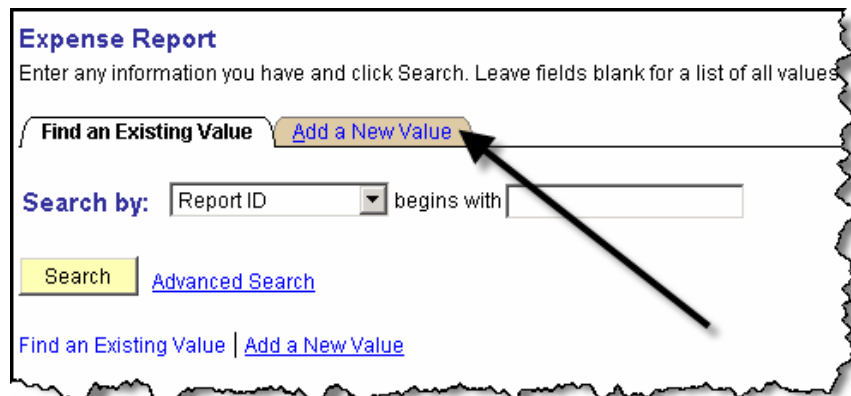 Expense Report
Enter any information you have and click Search. Leave fields blank for a list of all values
Find an Existing Value Add a New Value
Search by: Report ID begins with
Search Advanced Search
Find an Existing Value | Add a New Value